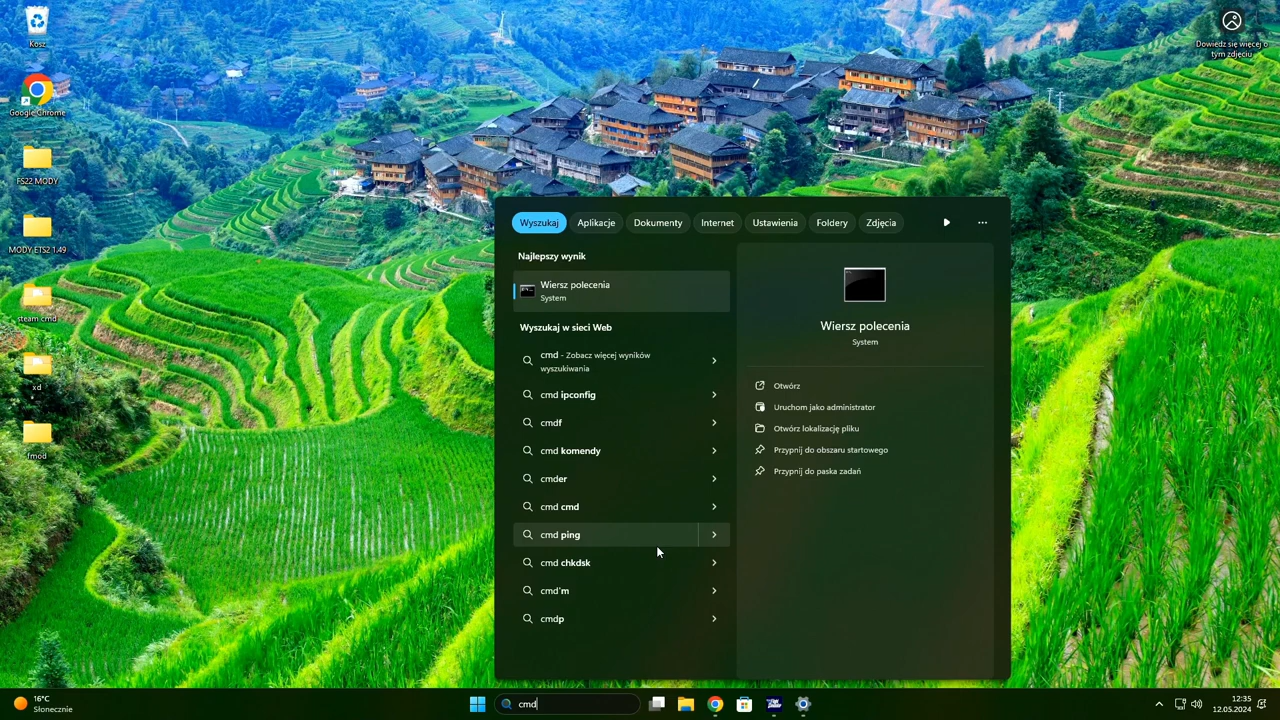 Kosz
Google Chrome
FS22 MODY
MODY ETS2 1.49
steam cmd
xd
fmod
Dowiedz się więcej o
tym zdjęciu
Wyszukaj
Aplikacje
Dokumenty
Internet
Ustawienia
Foldery
Zdjęcia
Najlepszy wynik
Wiersz polecenia
System
Wyszukaj w sieci Web
cmd - Zobacz więcej wyników
wyszukiwania
cmd ipconfig
cmdf
cmd komendy
cmder
cmd cmd
cmd ping
cmd chkdsk
cmd'm
cmdp
Wiersz polecenia
System
Otwórz
Uruchom jako administrator
Otwórz lokalizację pliku
Przypnij do obszaru startowego
Przypnij do paska zadań
16°C
Słonecznie
cmd
12:35
12.05.2024